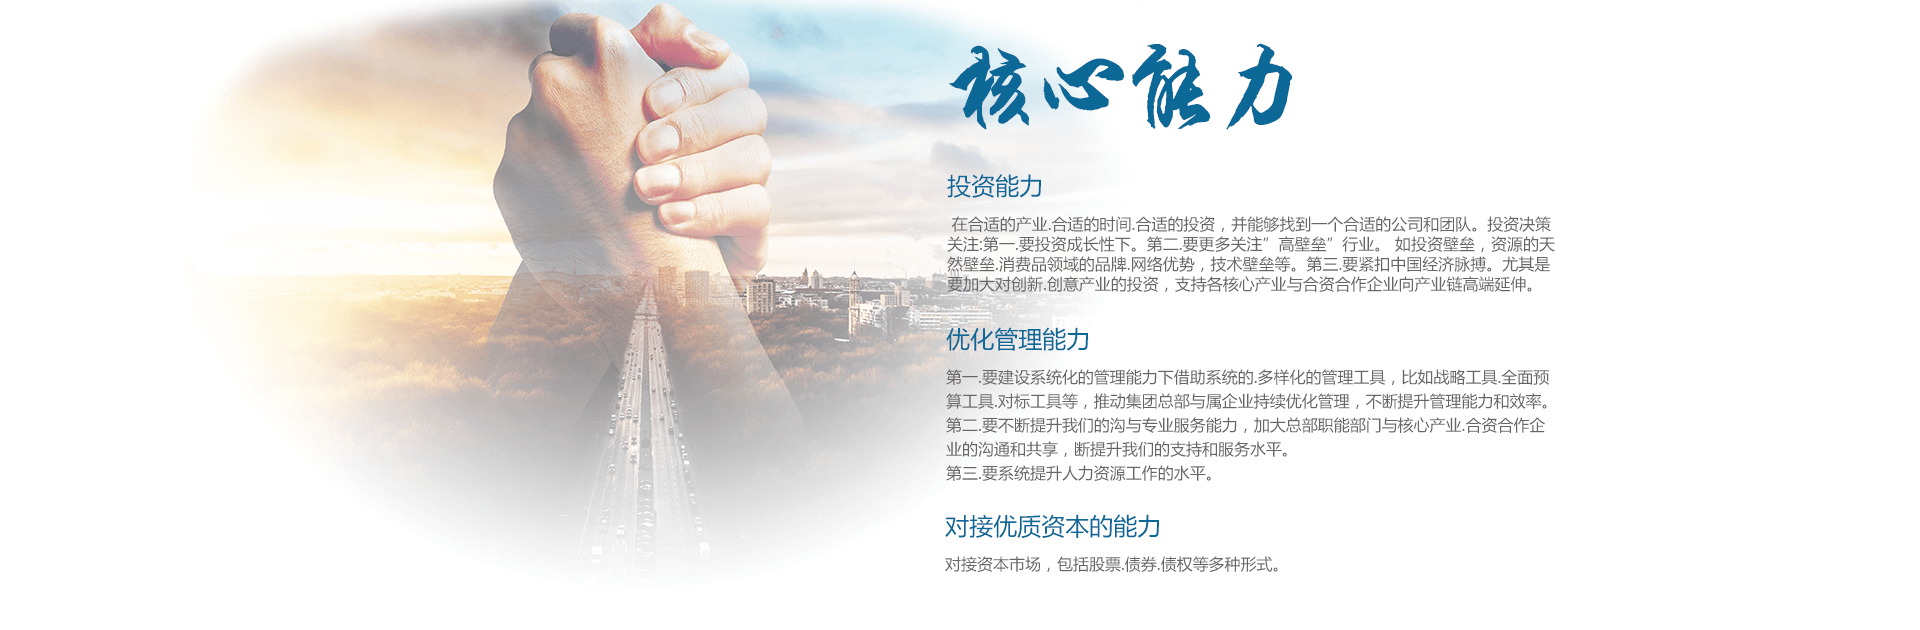 核心能力
投资能力
在合适的产业.合适的时间.合适的投资，并能够找到一个合适的公司和团队。投资决策
关注:第一.要投资成长性下。第二.要更多关注”高壁垒”行业。 如投资壁垒，资源的天
然壁垒.消费品领域的品牌.网络优势，技术壁垒等。第三.要紧扣中国经济脉搏。尤其是
要加大对创新.创意产业的投资，支持各核心产业与合资合作企业向产业链高端延伸。
优化管理能力
第一.要建设系统化的管理能力下借助系统的.多样化的管理工具，比如战略工具.全面预
算工具.对标工具等，推动集团总部与属企业持续优化管理，不断提升管理能力和效率。
第二.要不断提升我们的沟与专业服务能力，加大总部职能部门与核心产业.合资合作企
业的沟通和共享，断提升我们的支持和服务水平。
第三.要系统提升人力资源工作的水平。
对接优质资本的能力
对接资本市场，包括股票.债券.债权等多种形式。